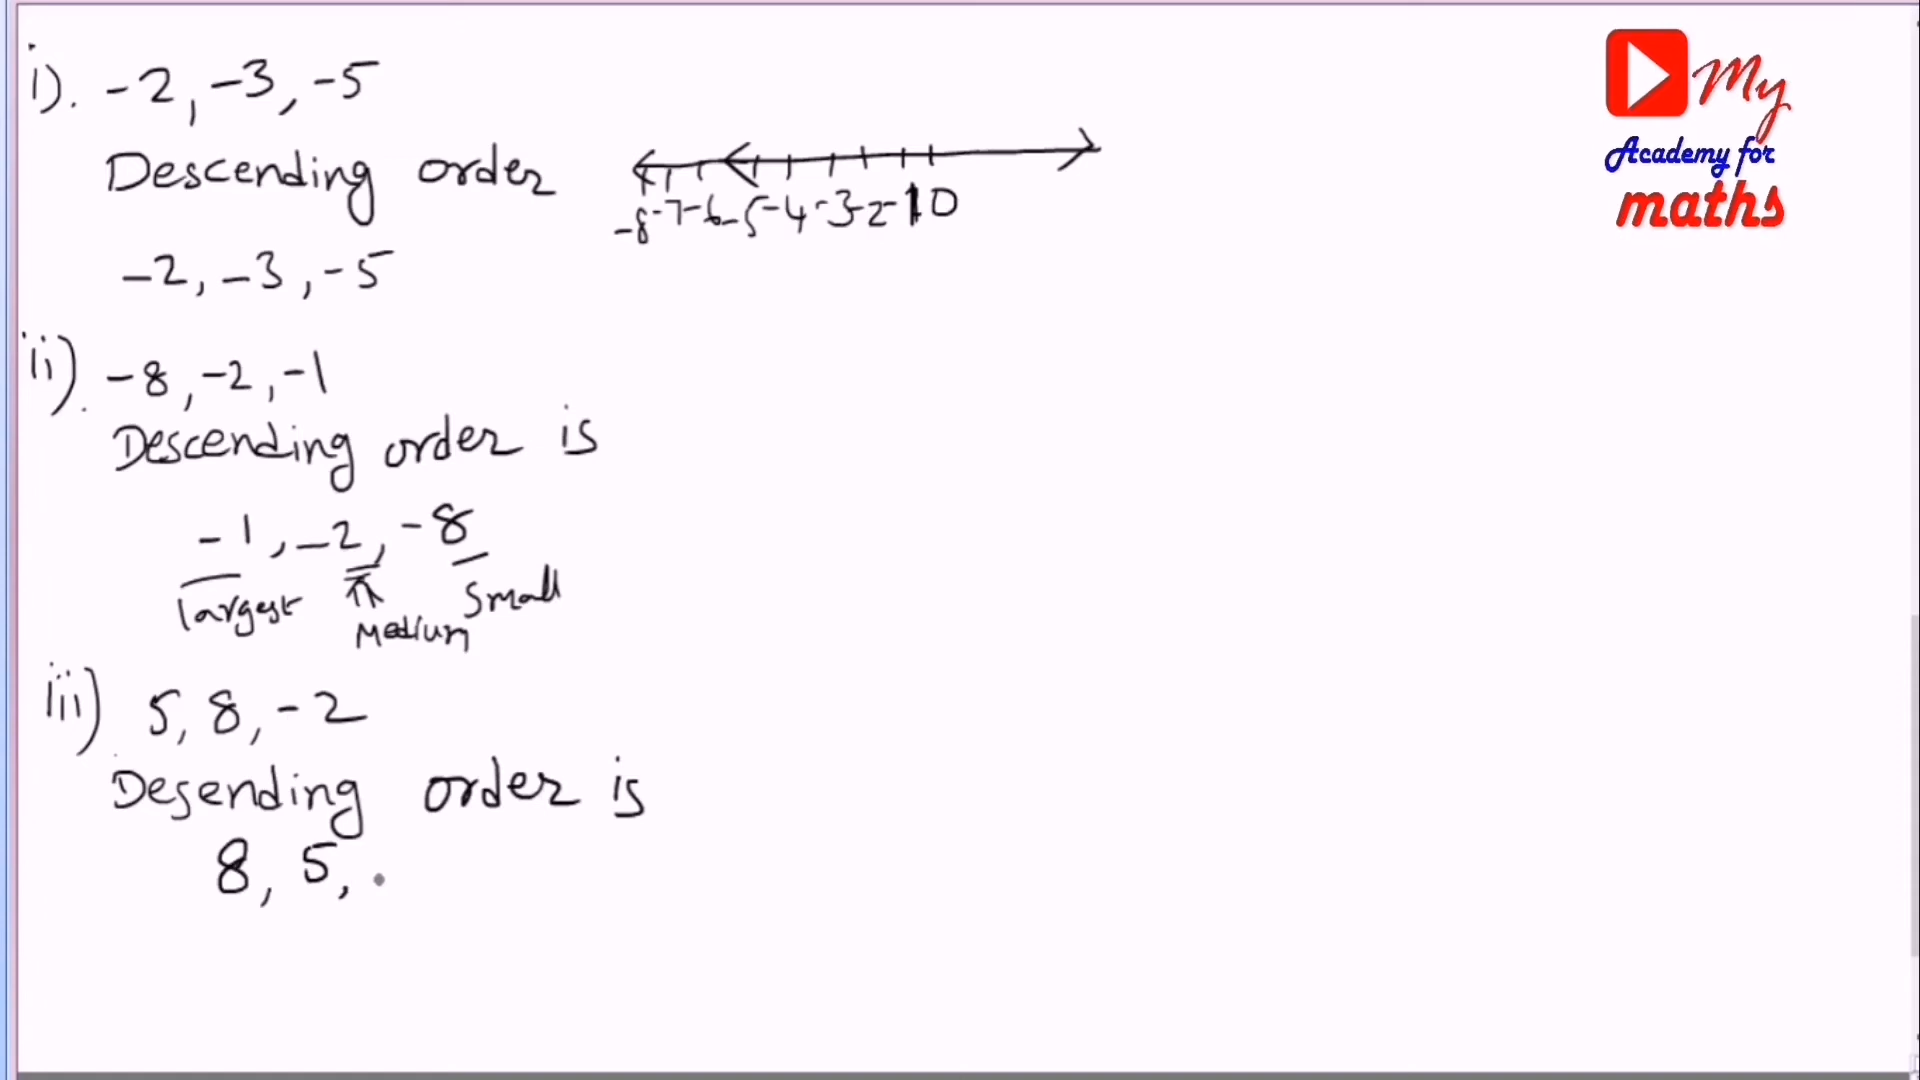 i). -2, -3, -5
Descending order
-8 -7 -6 -5 -4 -3 -2 -1 0
-2, -3, -5
ii). -8, -2, -1
Descending order is
-1, -2, -8
largest Medium Small
iii) 5, 8, -2
Desending order is
8, 5,
My
Academy for
maths